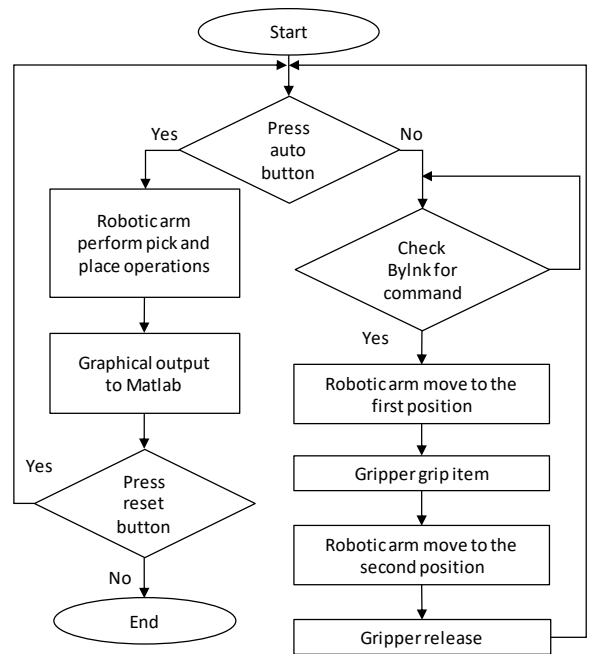 Start
Yes
No
Press
auto
button
Robotic arm
perform pick and
place operations
Check
Bylnk for
command
Yes
Graphical output
to Matlab
Robotic arm move to the
first position
Yes
Press
reset
button
Gripper grip item
Robotic arm move to the
second position
No
End
Gripper release